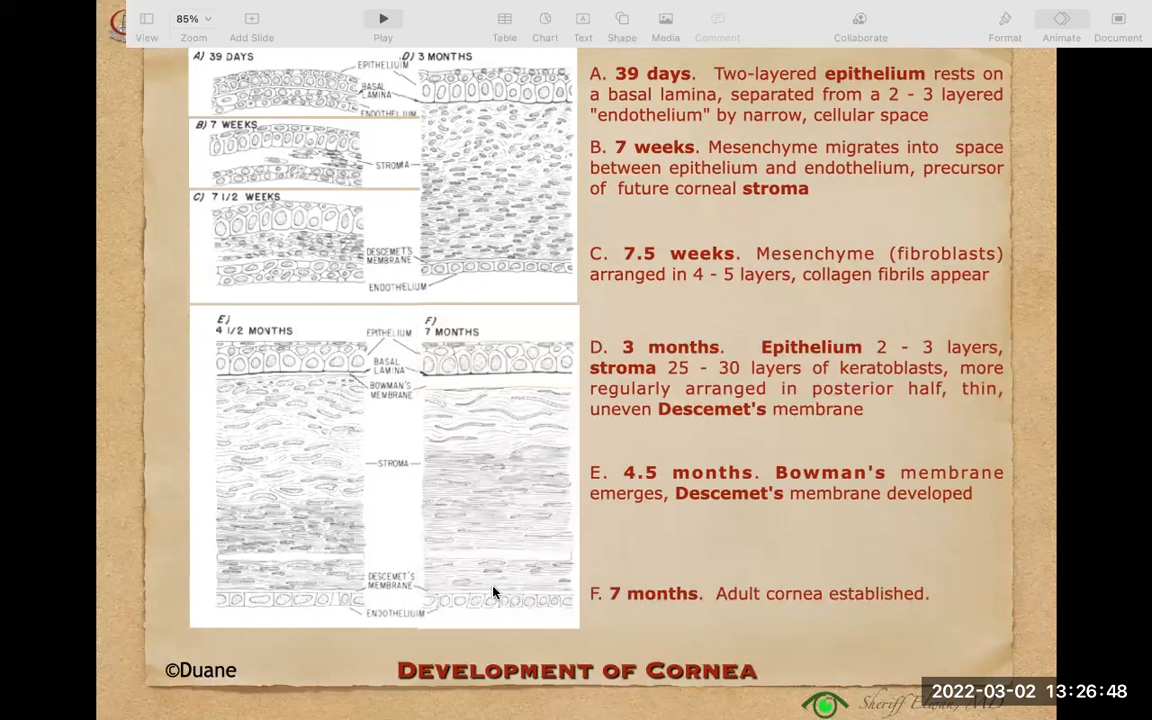 85%
View
Zoom
Add Slide
Play
Table
Chart
Text
Shape
Media
Comment
Collaborate
Format
Animate
Document
A) 39 DAYS
EPITHELIUM
BASAL
LAMINA
ENDOTHELIUM
B) 7 WEEKS
STROMA
C) 7 1/2 WEEKS
DESCEMET'S
MEMBRANE
ENDOTHELIUM
D) 3 MONTHS
E)
4 1/2 MONTHS
EPITHELIUM
BASAL
LAMINA
BOWMAN'S
MEMBRANE
STROMA
DESCEMET'S
MEMBRANE
ENDOTHELIUM
F)
7 MONTHS
A. 39 days. Two-layered epithelium rests on
a basal lamina, separated from a 2 - 3 layered
"endothelium" by narrow, cellular space
B. 7 weeks. Mesenchyme migrates into space
between epithelium and endothelium, precursor
of future corneal stroma
C. 7.5 weeks. Mesenchyme (fibroblasts)
arranged in 4 - 5 layers, collagen fibrils appear
D. 3 months. Epithelium 2 - 3 layers,
stroma 25 - 30 layers of keratoblasts, more
regularly arranged in posterior half, thin,
uneven Descemet's membrane
E. 4.5 months. Bowman's membrane
emerges, Descemet's membrane developed
F. 7 months. Adult cornea established.
©Duane
Development of Cornea
Sheriff Elwan, MD
2022-03-02 13:26:48